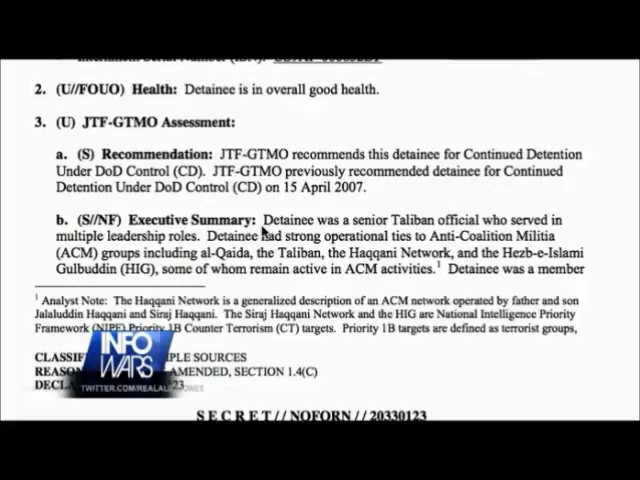 2. (U//FOUO) Health: Detainee is in overall good health.
3. (U) JTF-GTMO Assessment:
a. (S) Recommendation: JTF-GTMO recommends this detainee for Continued Detention
Under DoD Control (CD). JTF-GTMO previously recommended detainee for Continued
Detention Under DoD Control (CD) on 15 April 2007.
b. (S//NF) Executive Summary: Detainee was a senior Taliban official who served in
multiple leadership roles. Detainee had strong operational ties to Anti-Coalition Militia
(ACM) groups including al-Qaida, the Taliban, the Haqqani Network, and the Hezb-e-Islami
Gulbuddin (HIG), some of whom remain active in ACM activities.1 Detainee was a member
1 Analyst Note: The Haqqani Network is a generalized description of an ACM network operated by father and son
Jalaluddin Haqqani and Siraj Haqqani. The Siraj Haqqani Network and the HIG are National Intelligence Priority
Framework (NIPF) Priority 1B Counter Terrorism (CT) targets. Priority 1B targets are defined as terrorist groups,
CLASSIF PLE SOURCES
REASO AMENDED, SECTION 1.4(C)
DECLA 23
INFO
WARS
TWITTER.COM/REALALEXJONES
S E C R E T // NOFORN // 20330123